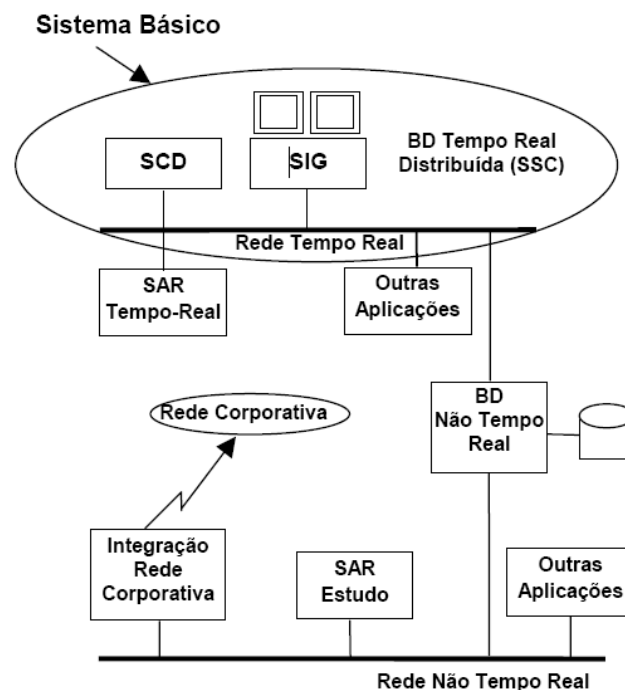 Sistema Básico
SCD
SIG
BD Tempo Real
Distribuída (SSC)
Rede Tempo Real
SAR
Tempo-Real
Outras
Aplicações
Rede Corporativa
BD
Não Tempo
Real
Integração
Rede
Corporativa
SAR
Estudo
Outras
Aplicações
Rede Não Tempo Real